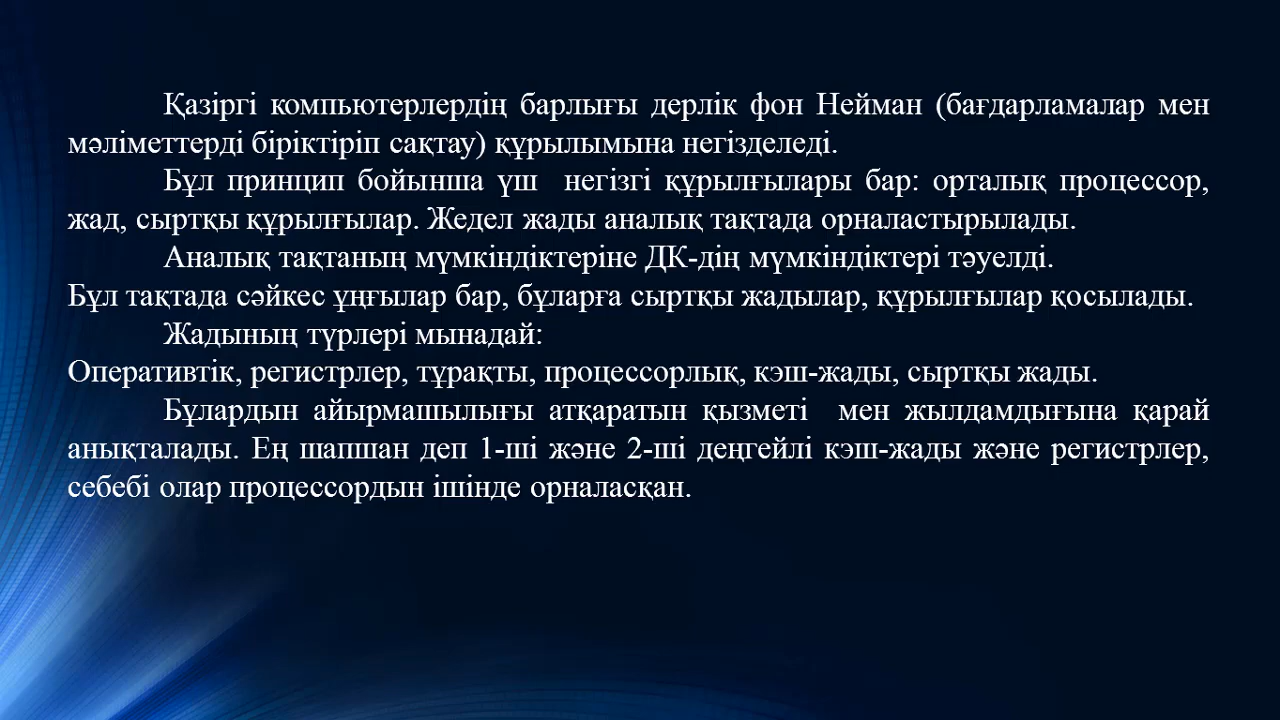 Қазіргі компьютерлердің барлығы дерлік фон Нейман (бағдарламалар мен
мәліметтерді біріктіріп сақтау) құрылымына негізделеді.
Бұл принцип бойынша үш негізгі құрылғылары бар: орталық процессор,
жад, сыртқы құрылғылар. Жедел жады аналық тақтада орналастырылады.
Аналық тақтаның мүмкіндіктеріне ДК-дің мүмкіндіктері тәуелді.
Бұл тақтада сәйкес ұңғылар бар, бұларға сыртқы жадылар, құрылғылар қосылады.
Жадының түрлері мынадай:
Оперативтік, регистрлер, тұрақты, процессорлық, кэш-жады, сыртқы жады.
Бұлардын айырмашылығы атқаратын қызметі мен жылдамдығына қарай
анықталады. Ең шапшан деп 1-ші және 2-ші деңгейлі кэш-жады және регистрлер,
себебі олар процессордын ішінде орналасқан.